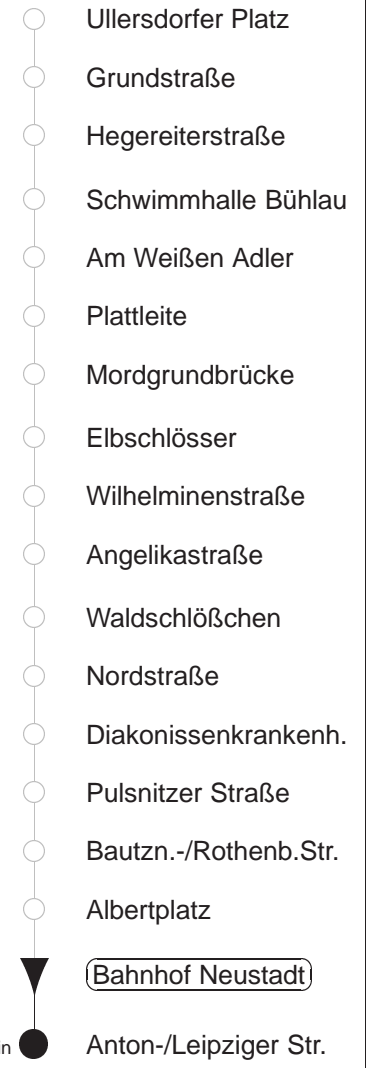 Ullersdorfer Platz
Grundstraße
Hegereiterstraße
Schwimmhalle Bühlau
Am Weißen Adler
Plattleite
Mordgrundbrücke
Elbschlösser
Wilhelminenstraße
Angelikastraße
Waldschlößchen
Nordstraße
Diakonissenkrankenh.
Pulsnitzer Straße
Bautzn.-/Rothenb.Str.
Albertplatz
Bahnhof Neustadt
in Anton-/Leipziger Str.